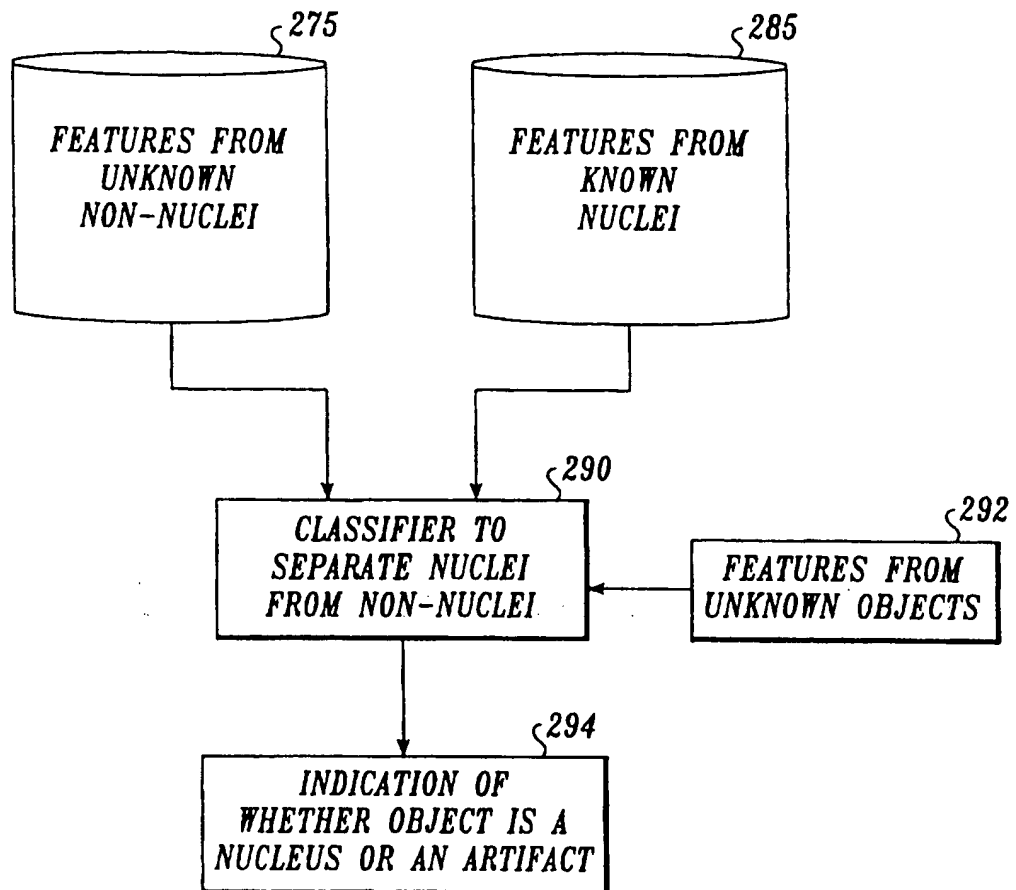 275
FEATURES FROM
UNKNOWN
NON-NUCLEI
285
FEATURES FROM
KNOWN
NUCLEI
290
CLASSIFIER TO
SEPARATE NUCLEI
FROM NON-NUCLEI
292
FEATURES FROM
UNKNOWN OBJECTS
294
INDICATION OF
WHETHER OBJECT IS A
NUCLEUS OR AN ARTIFACT